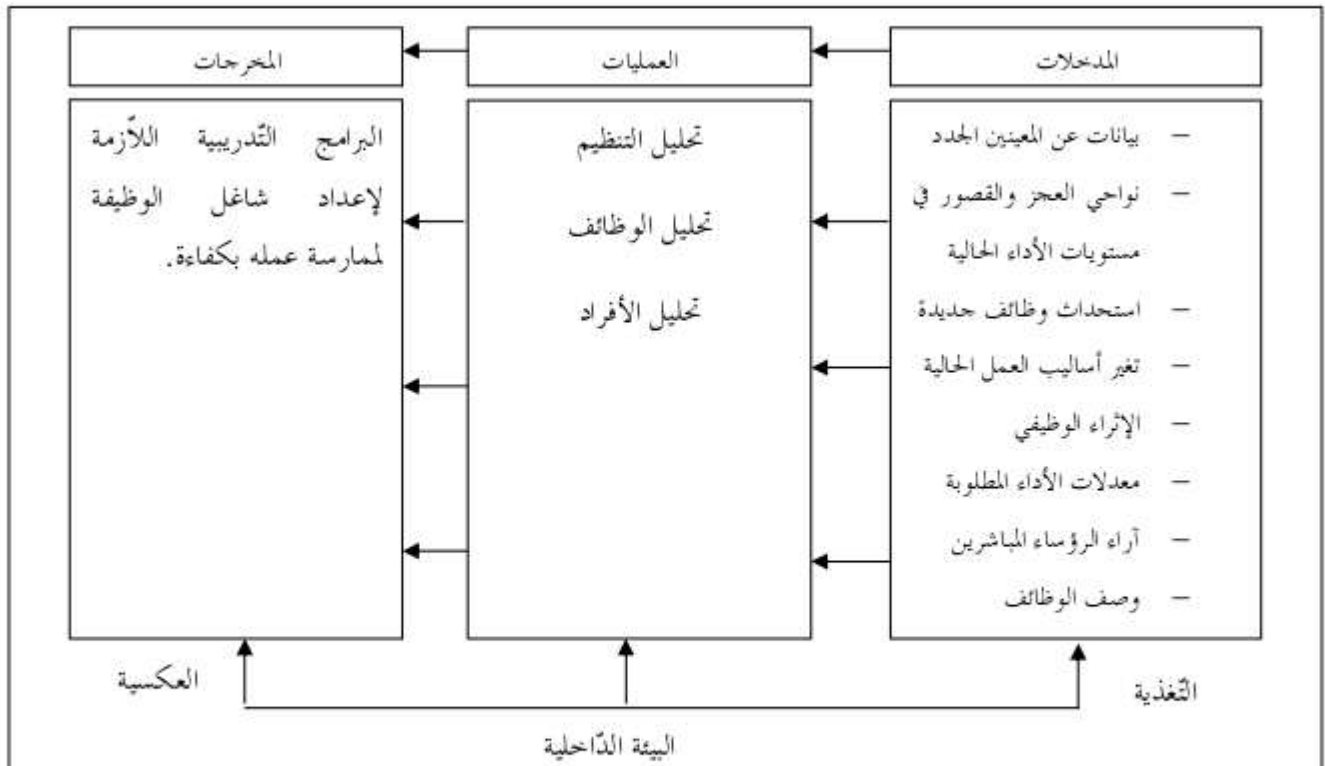 المدخلات
العمليات
المخرجات
– بيانات عن المعينين الجدد
– نواحي العجز والقصور في
مستويات الأداء الحالية
– استحداث وظائف جديدة
– تغير أساليب العمل الحالية
– الإثراء الوظيفي
– معدلات الأداء المطلوبة
– آراء الرؤساء المباشرين
– وصف الوظائف
تحليل التنظيم
تحليل الوظائف
تحليل الأفراد
البرامج التّدريبية اللاّزمة
لإعداد شاغل الوظيفة
لممارسة عمله بكفاءة.
التّغذية
العكسية
البيئة الدّاخلية